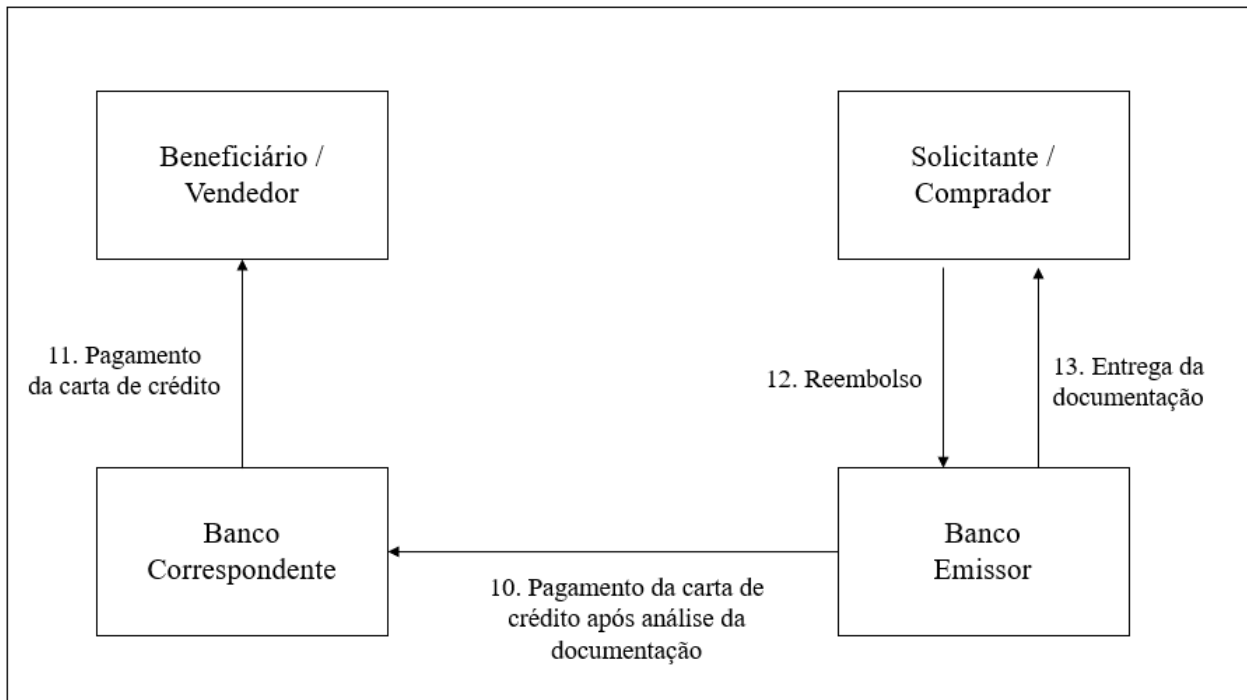 Beneficiário /
Vendedor
Solicitante /
Comprador
11. Pagamento
da carta de crédito
12. Reembolso
13. Entrega da
documentação
Banco
Correspondente
Banco
Emissor
10. Pagamento da carta de
crédito após análise da
documentação